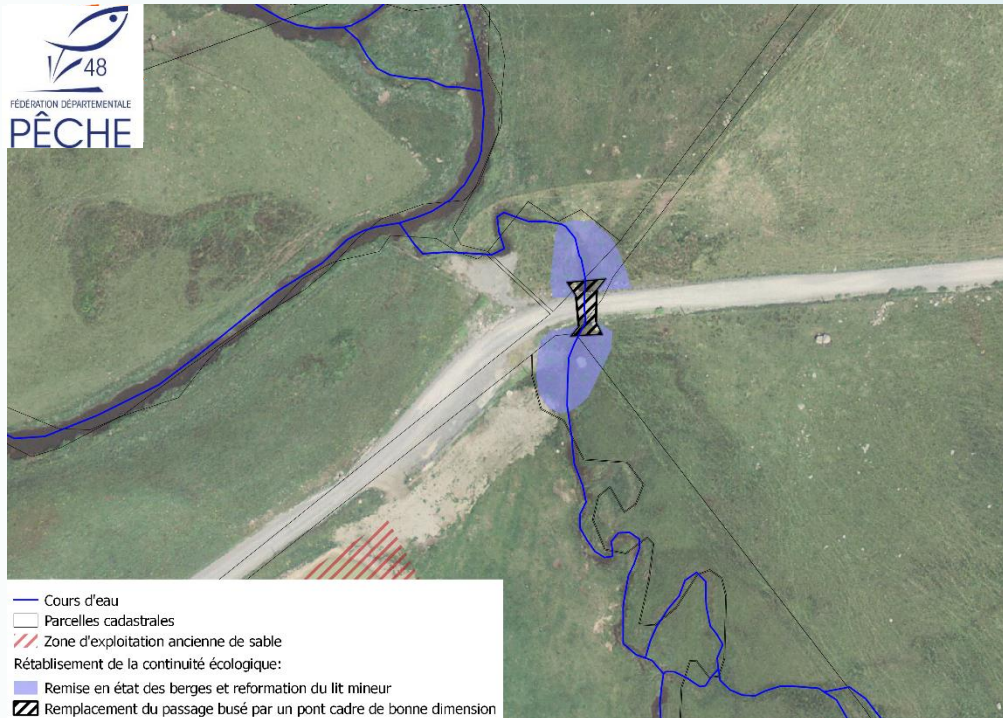 48
FÉDÉRATION DÉPARTEMENTALE
PÊCHE
Cours d'eau
Parcelles cadastrales
Zone d'exploitation ancienne de sable
Rétablisement de la continuité écologique:
Remise en état des berges et reformation du lit mineur
Remplacement du passage busé par un pont cadre de bonne dimension